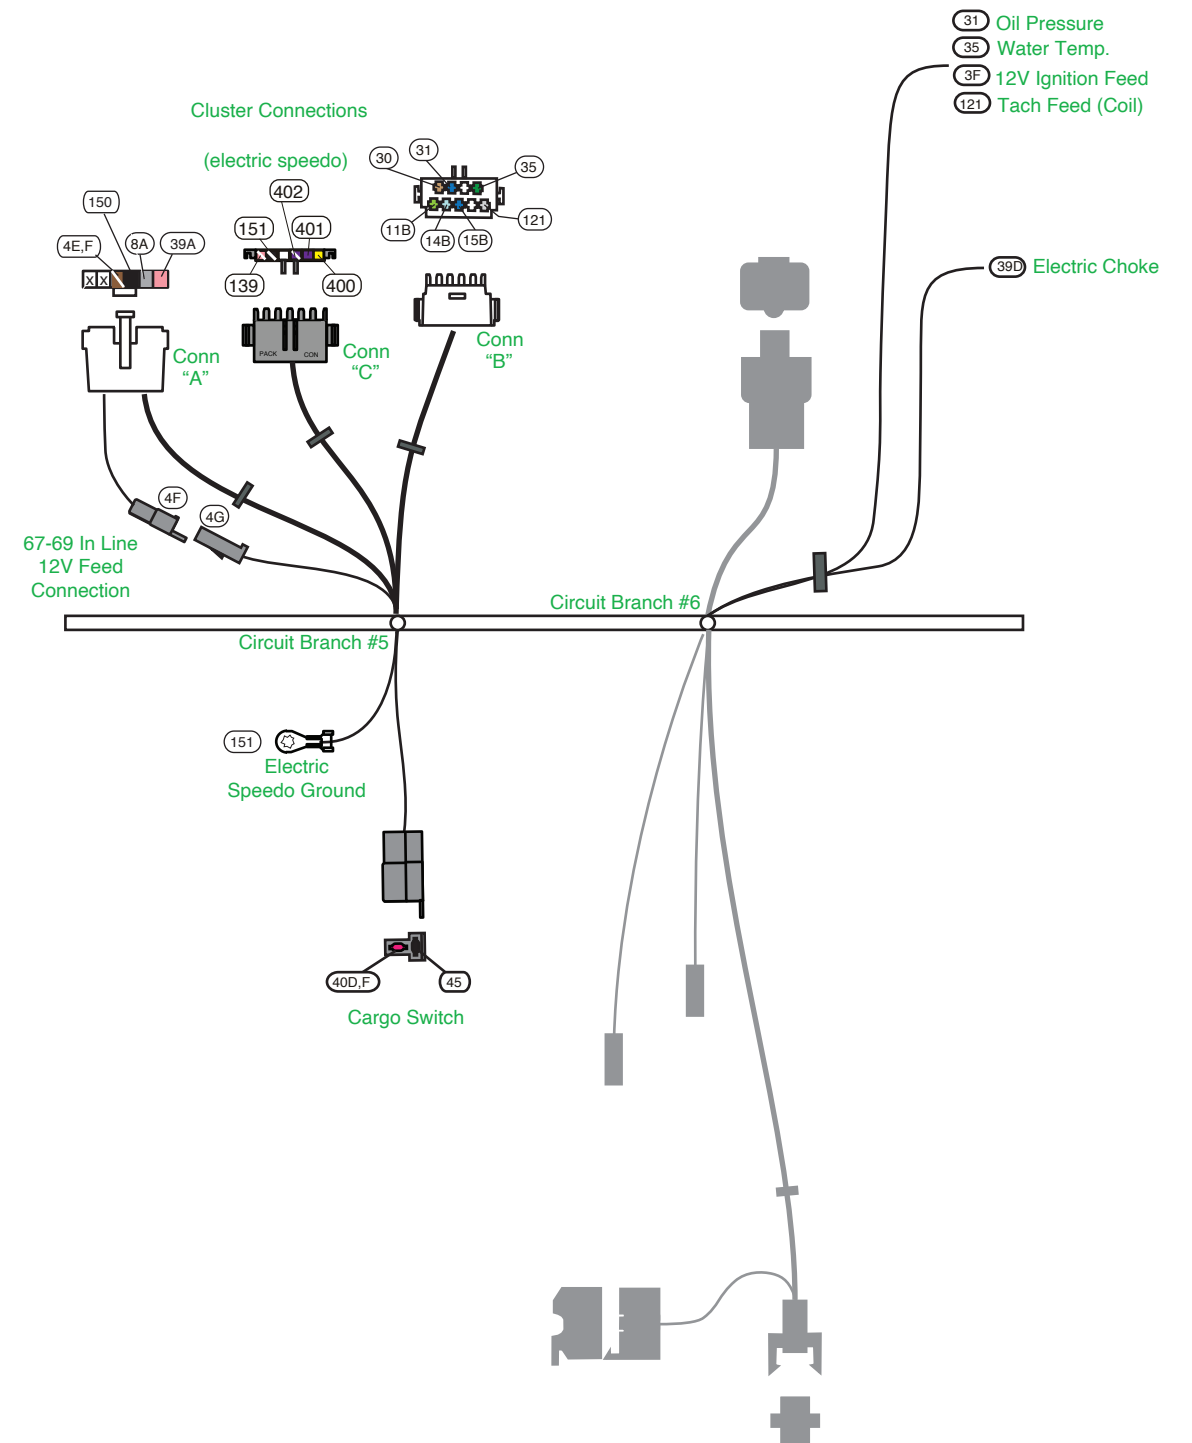 31 Oil Pressure
35 Water Temp.
3F 12V Ignition Feed
121 Tach Feed (Coil)
Cluster Connections
(electric speedo)
30
31
35
11B
14B
15B
121
402
151
401
139
400
150
4E,F
8A
39A
X X
39D Electric Choke
Conn
“A”
PACK CON
Conn
“C”
Conn
“B”
4F
4G
67-69 In Line
12V Feed
Connection
Circuit Branch #6
Circuit Branch #5
151
Electric
Speedo Ground
40D,F
45
Cargo Switch